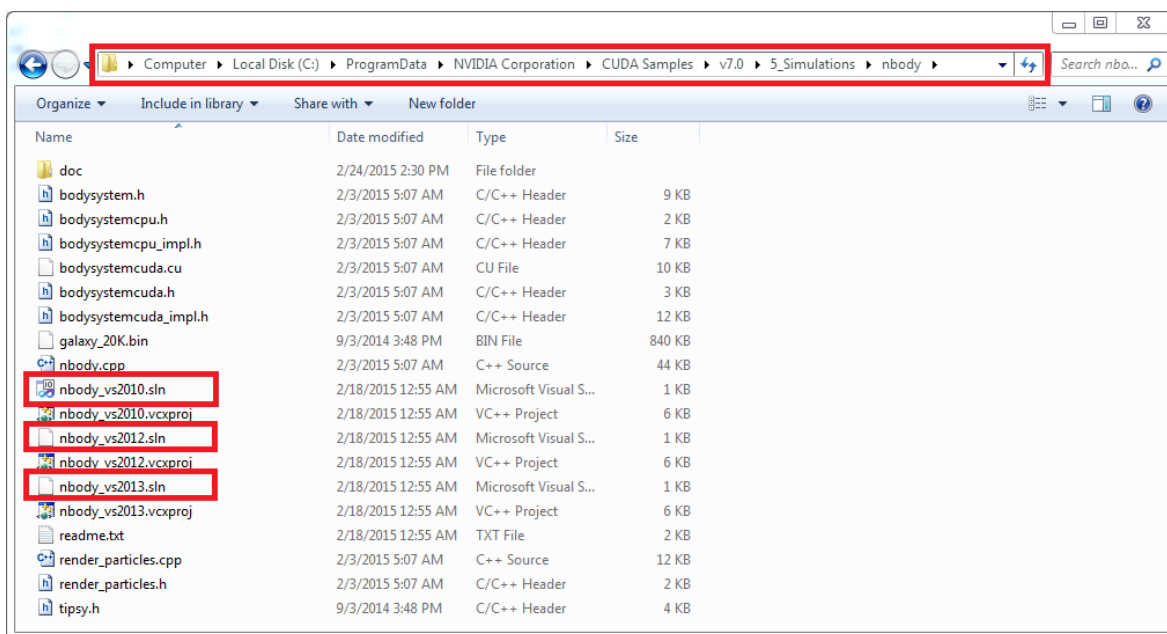 Computer Local Disk (C:) ProgramData NVIDIA Corporation CUDA Samples v7.0 5_Simulations nbody Search nbo...
Organize Include in library Share with New folder
Name Date modified Type Size
doc 2/24/2015 2:30 PM File folder
bodysystem.h 2/3/2015 5:07 AM C/C++ Header 9 KB
bodysystemcpu.h 2/3/2015 5:07 AM C/C++ Header 2 KB
bodysystemcpu_impl.h 2/3/2015 5:07 AM C/C++ Header 7 KB
bodysystemcuda.cu 2/3/2015 5:07 AM CU File 10 KB
bodysystemcuda.h 2/3/2015 5:07 AM C/C++ Header 3 KB
bodysystemcuda_impl.h 2/3/2015 5:07 AM C/C++ Header 12 KB
galaxy_20K.bin 9/3/2014 3:48 PM BIN File 840 KB
nbody.cpp 2/3/2015 5:07 AM C++ Source 44 KB
nbody_vs2010.sln 2/18/2015 12:55 AM Microsoft Visual S... 1 KB
nbody_vs2010.vcxproj 2/18/2015 12:55 AM VC++ Project 6 KB
nbody_vs2012.sln 2/18/2015 12:55 AM Microsoft Visual S... 1 KB
nbody_vs2012.vcxproj 2/18/2015 12:55 AM VC++ Project 6 KB
nbody_vs2013.sln 2/18/2015 12:55 AM Microsoft Visual S... 1 KB
nbody_vs2013.vcxproj 2/18/2015 12:55 AM VC++ Project 6 KB
readme.txt 2/18/2015 12:55 AM TXT File 2 KB
render_particles.cpp 2/3/2015 5:07 AM C++ Source 12 KB
render_particles.h 2/3/2015 5:07 AM C/C++ Header 2 KB
tipsy.h 9/3/2014 3:48 PM C/C++ Header 4 KB